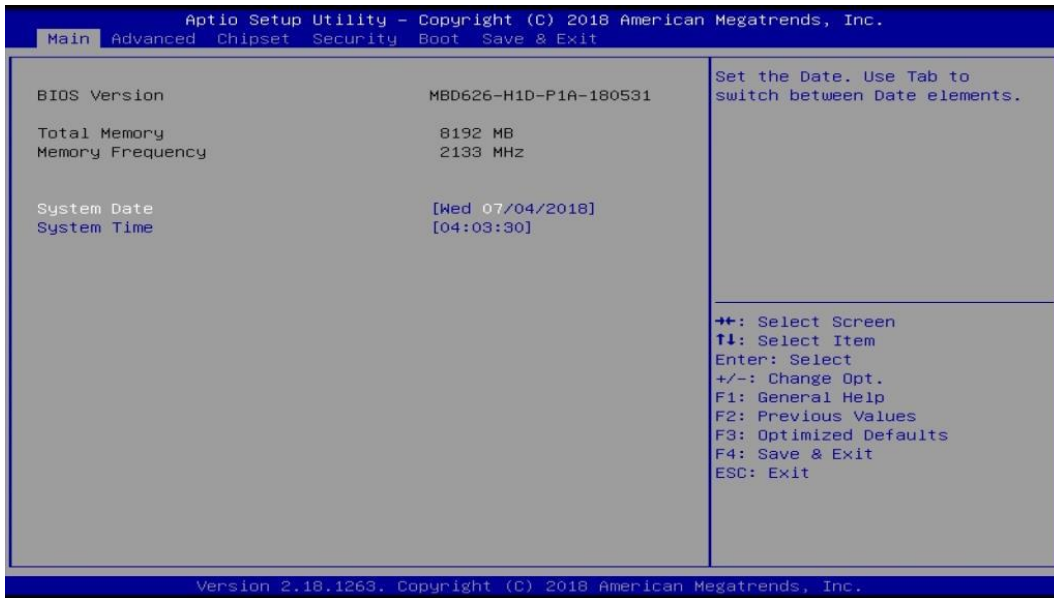 Aptio Setup Utility – Copyright (C) 2018 American Megatrends, Inc.
Main Advanced Chipset Security Boot Save & Exit
BIOS Version MBD626-H1D-P1A-180531
Total Memory 8192 MB
Memory Frequency 2133 MHz
System Date [Wed 07/04/2018]
System Time [04:03:30]
Set the Date. Use Tab to
switch between Date elements.
→←: Select Screen
↑↓: Select Item
Enter: Select
+/-: Change Opt.
F1: General Help
F2: Previous Values
F3: Optimized Defaults
F4: Save & Exit
ESC: Exit
Version 2.18.1263. Copyright (C) 2018 American Megatrends, Inc.